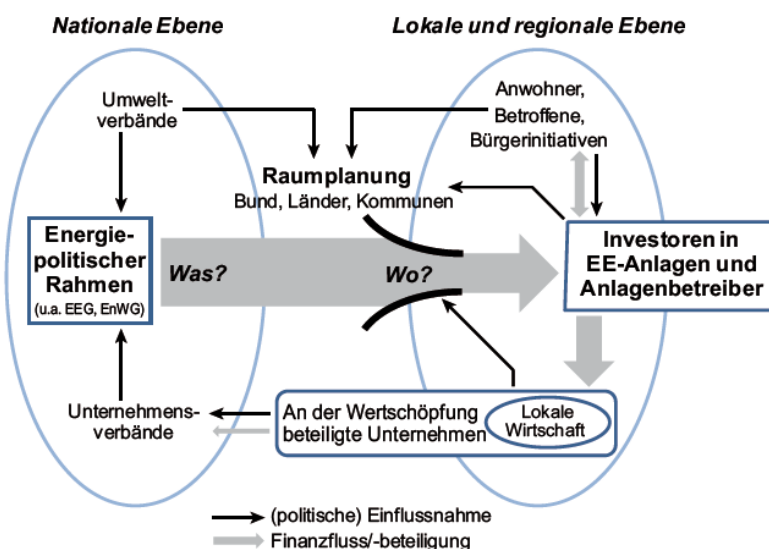 Nationale Ebene
Lokale und regionale Ebene
Umwelt-
verbände
Anwohner,
Betroffene,
Bürgerinitiativen
Raumplanung
Bund, Länder, Kommunen
Energie-
politischer
Rahmen
(u.a. EEG, EnWG)
Was?
Wo?
Investoren in
EE-Anlagen und
Anlagenbetreiber
Unternehmens-
verbände
An der Wertschöpfung
beteiligte Unternehmen
Lokale
Wirtschaft
(politische) Einflussnahme
Finanzfluss/-beteiligung